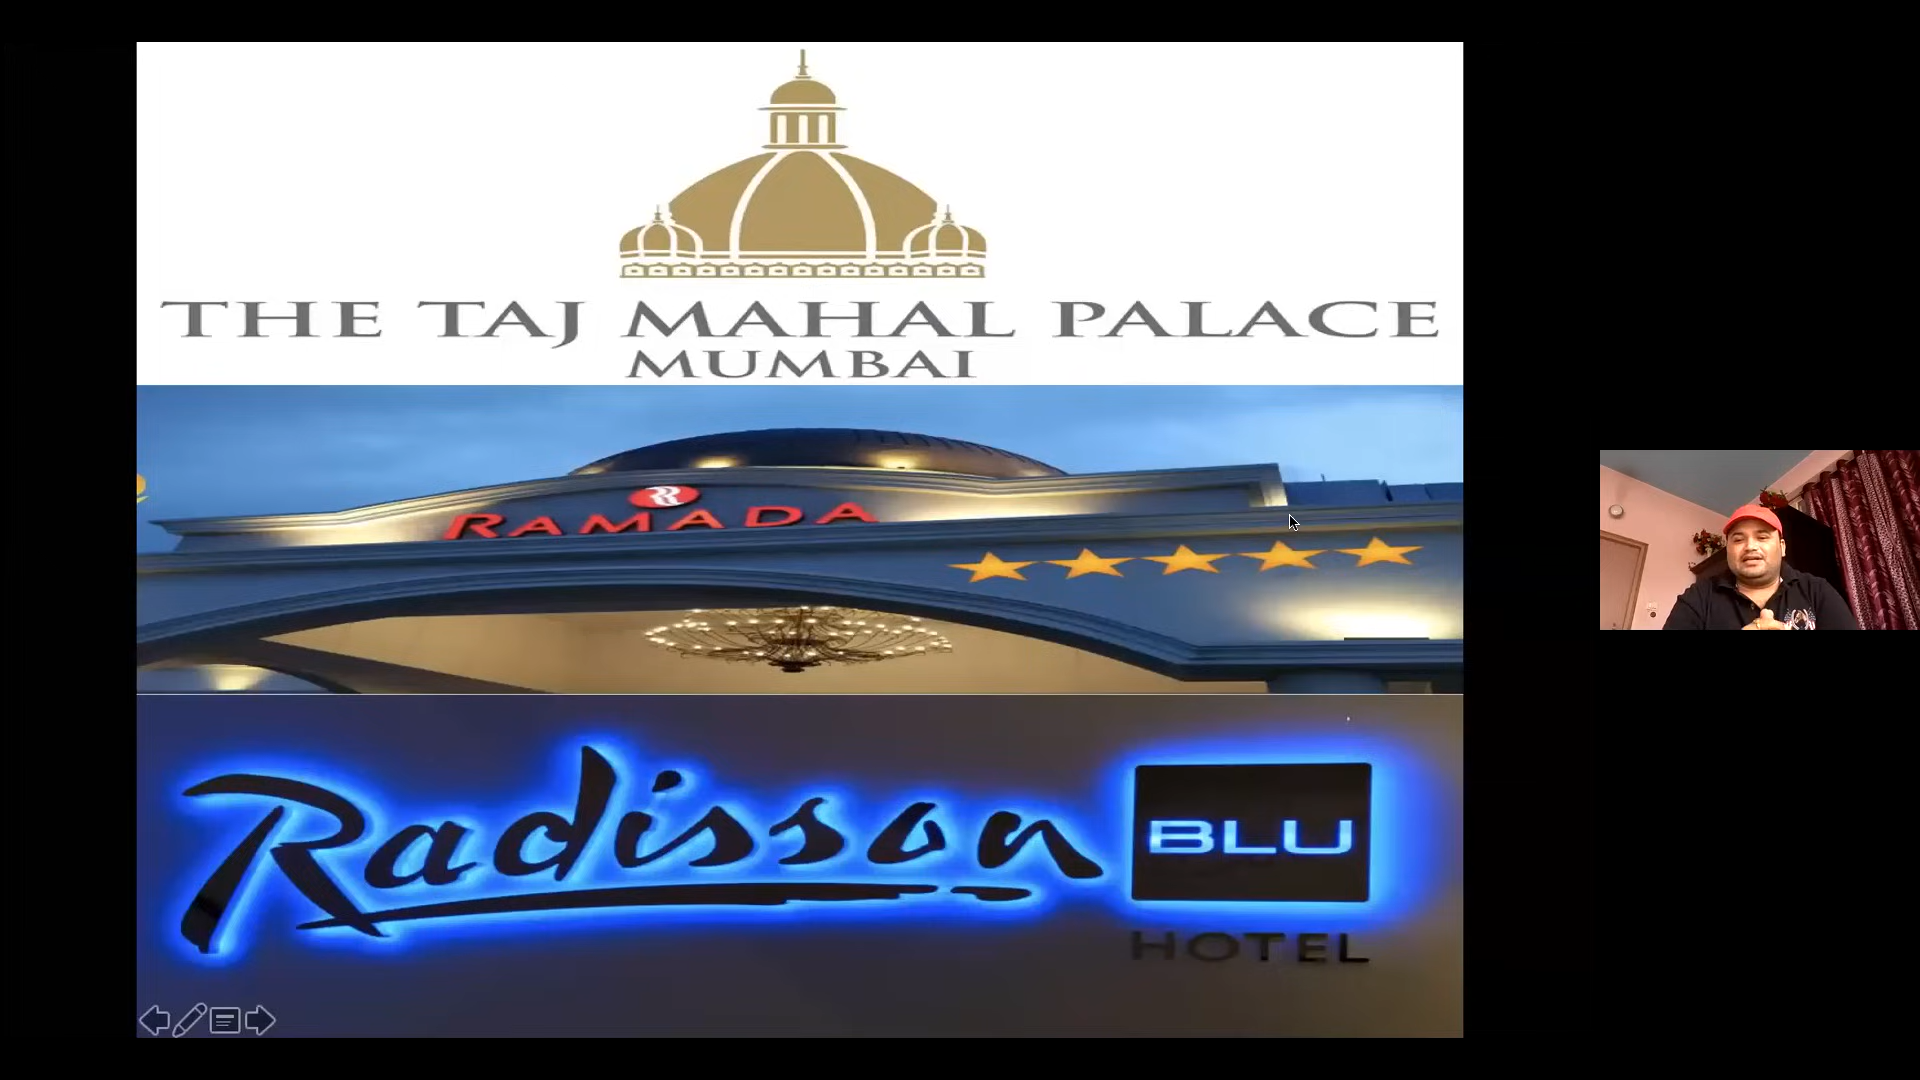 THE TAJ MAHAL PALACE
MUMBAI
RAMADA
Radisson
BLU
HOTEL